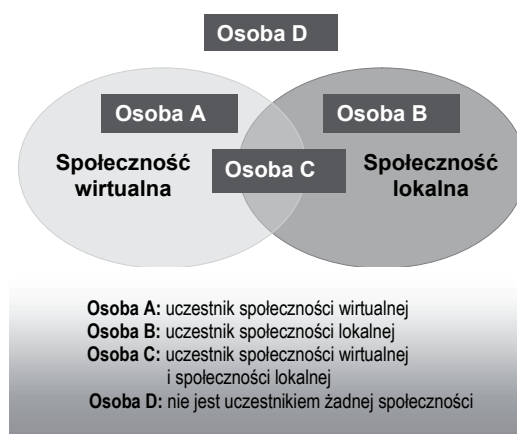 Osoba D
Osoba A
Osoba B
Społeczność
wirtualna
Osoba C
Społeczność
lokalna
Osoba A: uczestnik społeczności wirtualnej
Osoba B: uczestnik społeczności lokalnej
Osoba C: uczestnik społeczności wirtualnej
i społeczności lokalnej
Osoba D: nie jest uczestnikiem żadnej społeczności